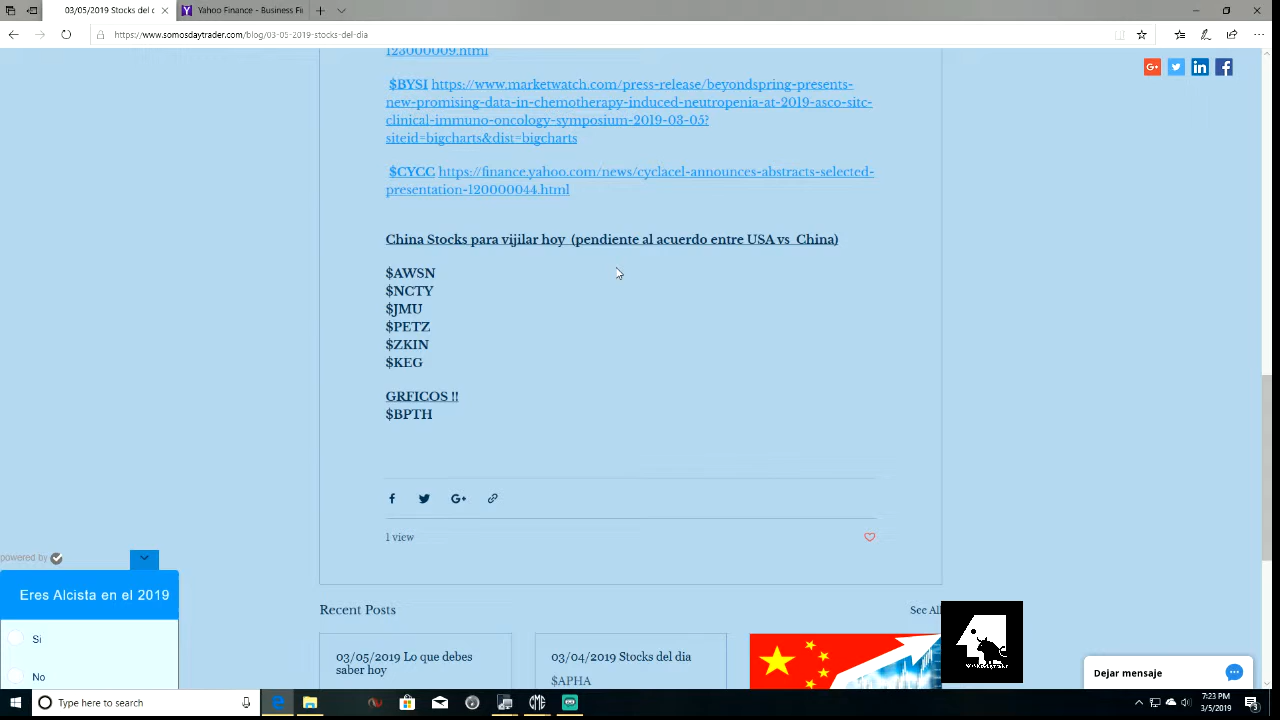 03/05/2019 Stocks del c
Yahoo Finance - Business Fi
https://www.somosdaytrader.com/blog/03-05-2019-stocks-del-dia
123000009.html
$BYSI https://www.marketwatch.com/press-release/beyondspring-presents-
new-promising-data-in-chemotherapy-induced-neutropenia-at-2019-asco-sitc-
clinical-immuno-oncology-symposium-2019-03-05?
siteid=bigcharts&dist=bigcharts
$CYCC https://finance.yahoo.com/news/cyclacel-announces-abstracts-selected-
presentation-120000044.html
China Stocks para vijilar hoy (pendiente al acuerdo entre USA vs China)
$AWSN
$NCTY
$JMU
$PETZ
$ZKIN
$KEG
GRFICOS !!
$BPTH
1 view
powered by
Eres Alcista en el 2019
Si
No
Recent Posts
See All
03/05/2019 Lo que debes
saber hoy
03/04/2019 Stocks del dia
$APHA
Dejar mensaje
Type here to search
7:23 PM
3/5/2019